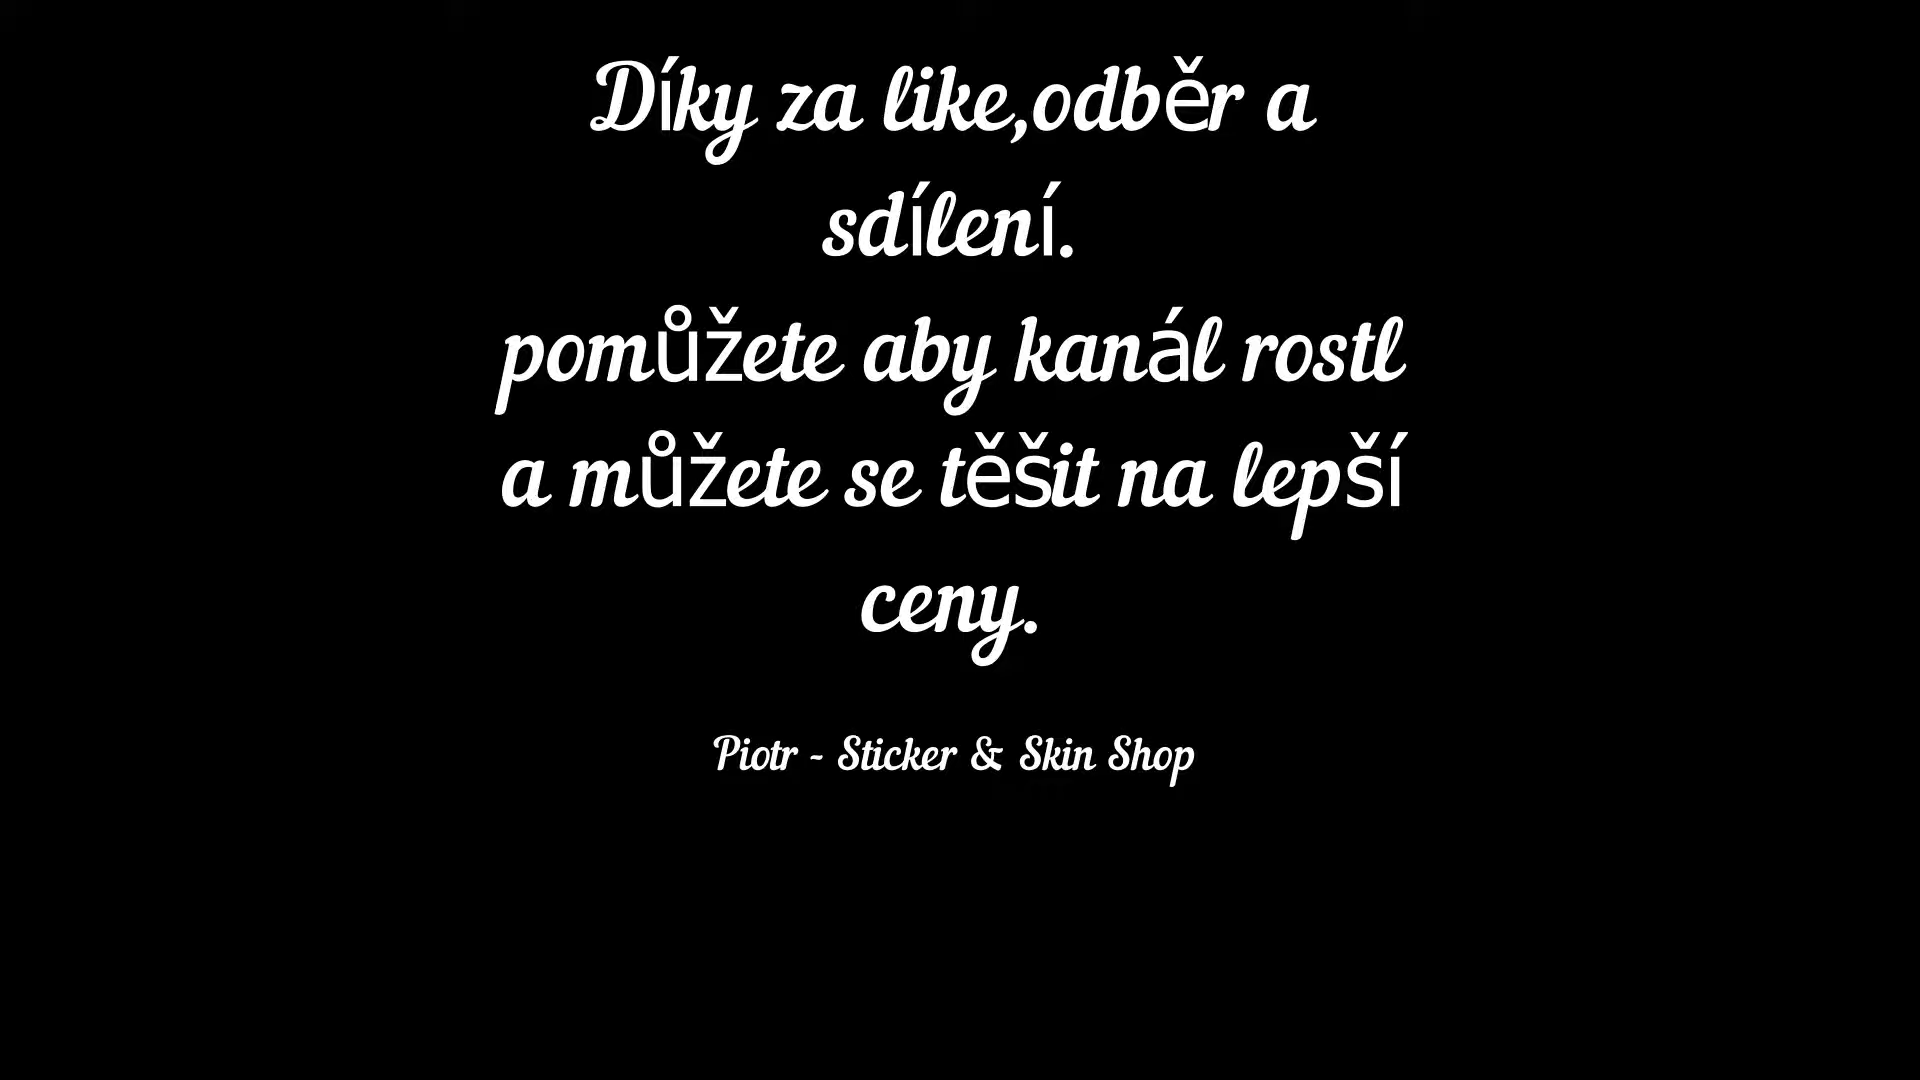 Díky za like,odběr a
sdílení.
pomůžete aby kanál rostl
a můžete se těšit na lepší
ceny.
Piotr - Sticker & Skin Shop